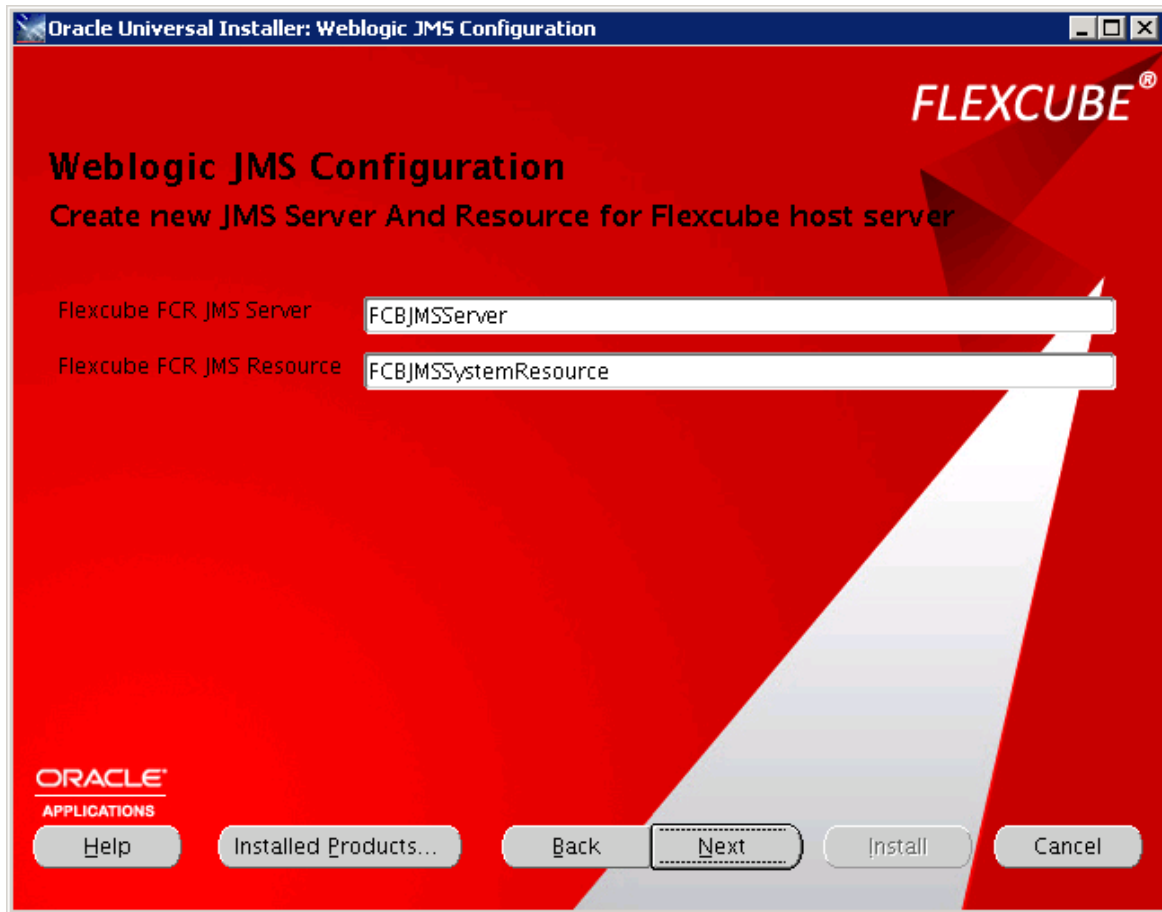 Oracle Universal Installer: Weblogic JMS Configuration
FLEXCUBE®
Weblogic JMS Configuration
Create new JMS Server And Resource for Flexcube host server
Flexcube FCR JMS Server FCBJMSServer
Flexcube FCR JMS Resource FCBJMSSystemResource
ORACLE®
APPLICATIONS
Help Installed Products... Back Next Install Cancel